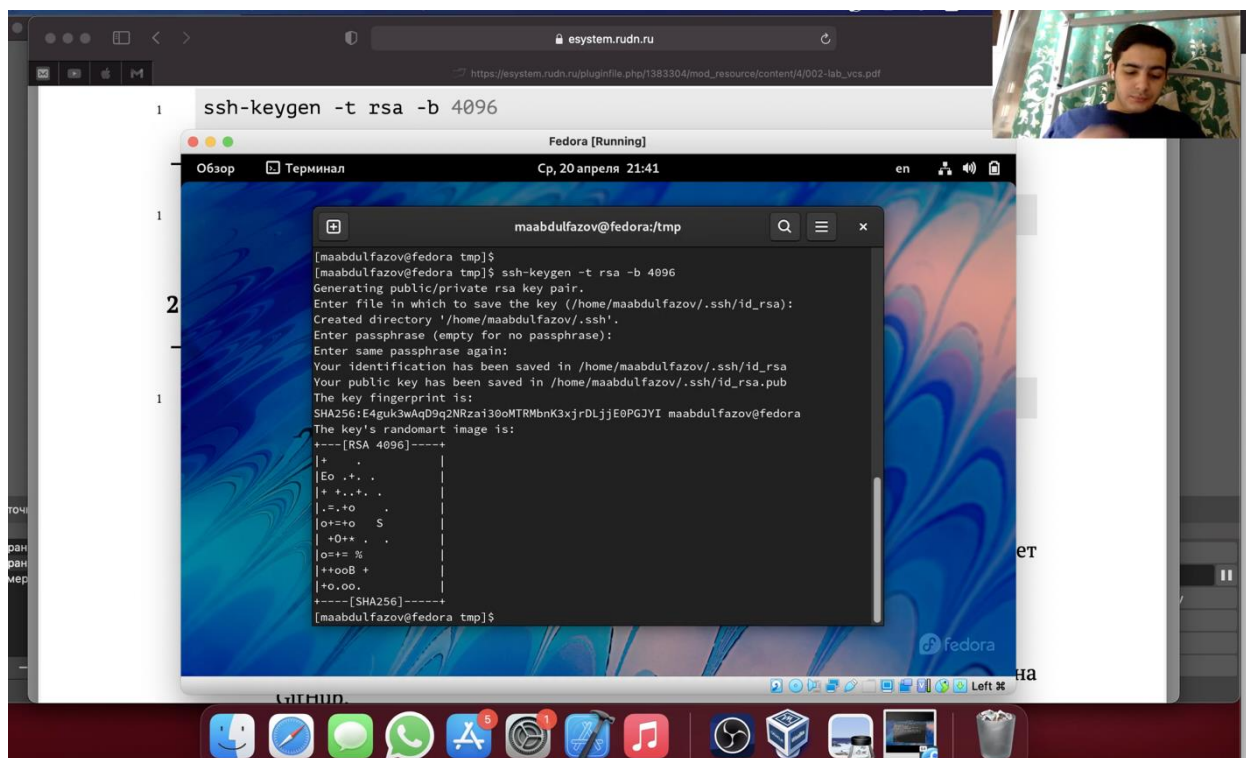 esystem.rudn.ru
https://esystem.rudn.ru/pluginfile.php/1383304/mod_resource/content/4/002-lab_vcs.pdf
1 ssh-keygen -t rsa -b 4096
Fedora [Running]
Обзор Терминал Ср, 20 апреля 21:41 en
1
maabdulfazov@fedora:/tmp
[maabdulfazov@fedora tmp]$
[maabdulfazov@fedora tmp]$ ssh-keygen -t rsa -b 4096
Generating public/private rsa key pair.
Enter file in which to save the key (/home/maabdulfazov/.ssh/id_rsa):
Created directory '/home/maabdulfazov/.ssh'.
2
Enter passphrase (empty for no passphrase):
Enter same passphrase again:
Your identification has been saved in /home/maabdulfazov/.ssh/id_rsa
Your public key has been saved in /home/maabdulfazov/.ssh/id_rsa.pub
1
The key fingerprint is:
SHA256:E4guk3wAqD9q2NRzai30oMTRMbnK3xjrDLjjE0PGJYI maabdulfazov@fedora
The key's randomart image is:
+---[RSA 4096]----+
|+    .           |
|Eo .+. .         |
|+ +..+. .        |
|.=.+o    .       |
|o+=+o   S        |
| +O+* . .        |
|o=+= %           |
|++ooB +          |
|+o.oo.           |
+----[SHA256]-----+
[maabdulfazov@fedora tmp]$
ет
fedora
на
Left ⌘
GitHub.
5
1